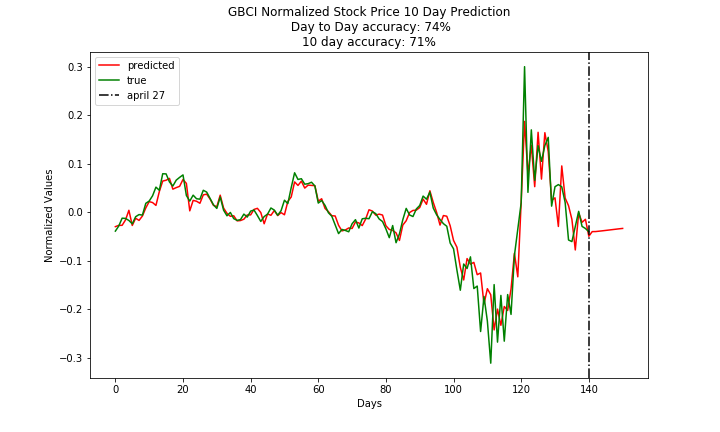 GBCI Normalized Stock Price 10 Day Prediction
Day to Day accuracy: 74%
10 day accuracy: 71%
predicted
true
april 27
Normalized Values
0.3
0.2
0.1
0.0
−0.1
−0.2
−0.3
0
20
40
60
80
100
120
140
Days